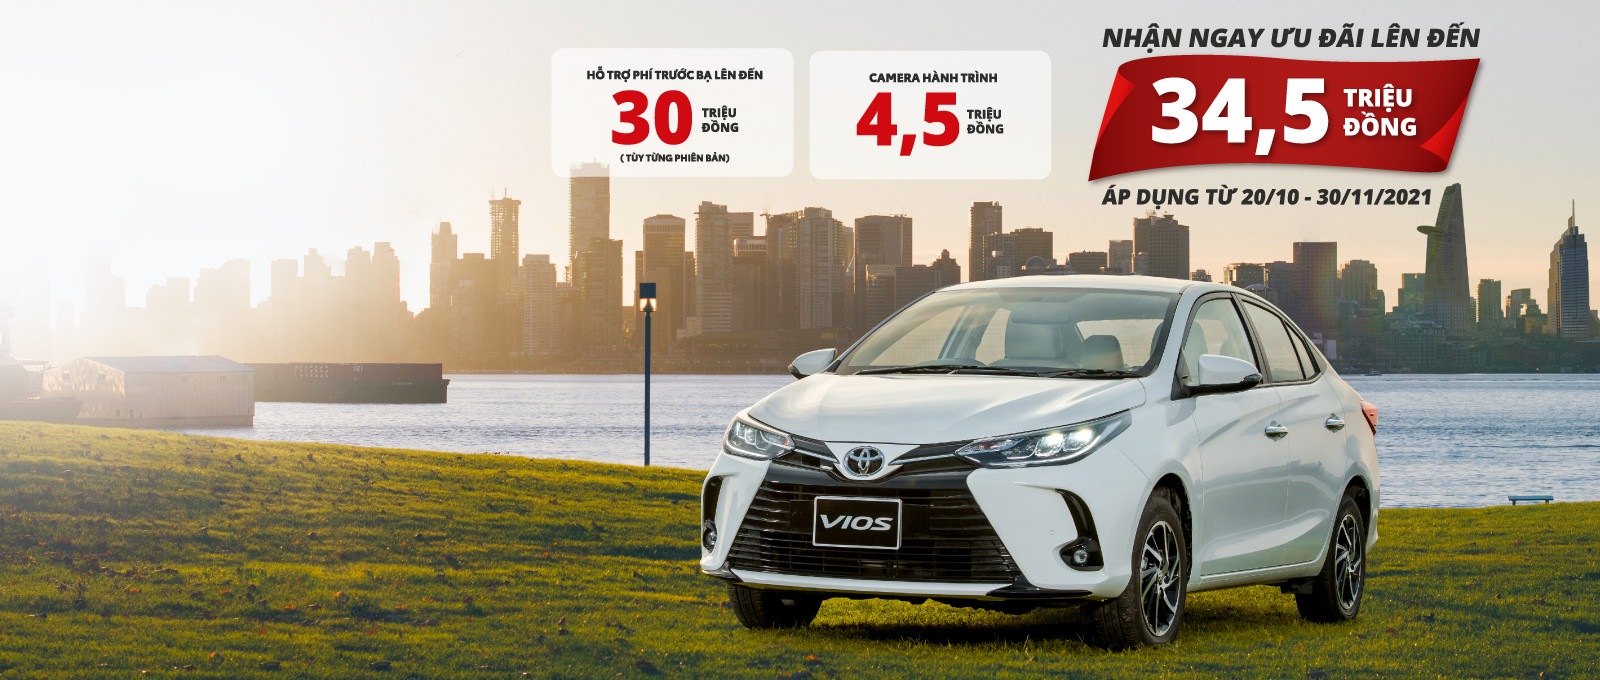 NHẬN NGAY ƯU ĐÃI LÊN ĐẾN
34,5 TRIỆU ĐỒNG
ÁP DỤNG TỪ 20/10 - 30/11/2021
HỖ TRỢ PHÍ TRƯỚC BẠ LÊN ĐẾN
30 TRIỆU ĐỒNG
( TÙY TỪNG PHIÊN BẢN)
CAMERA HÀNH TRÌNH
4,5 TRIỆU ĐỒNG
VIOS